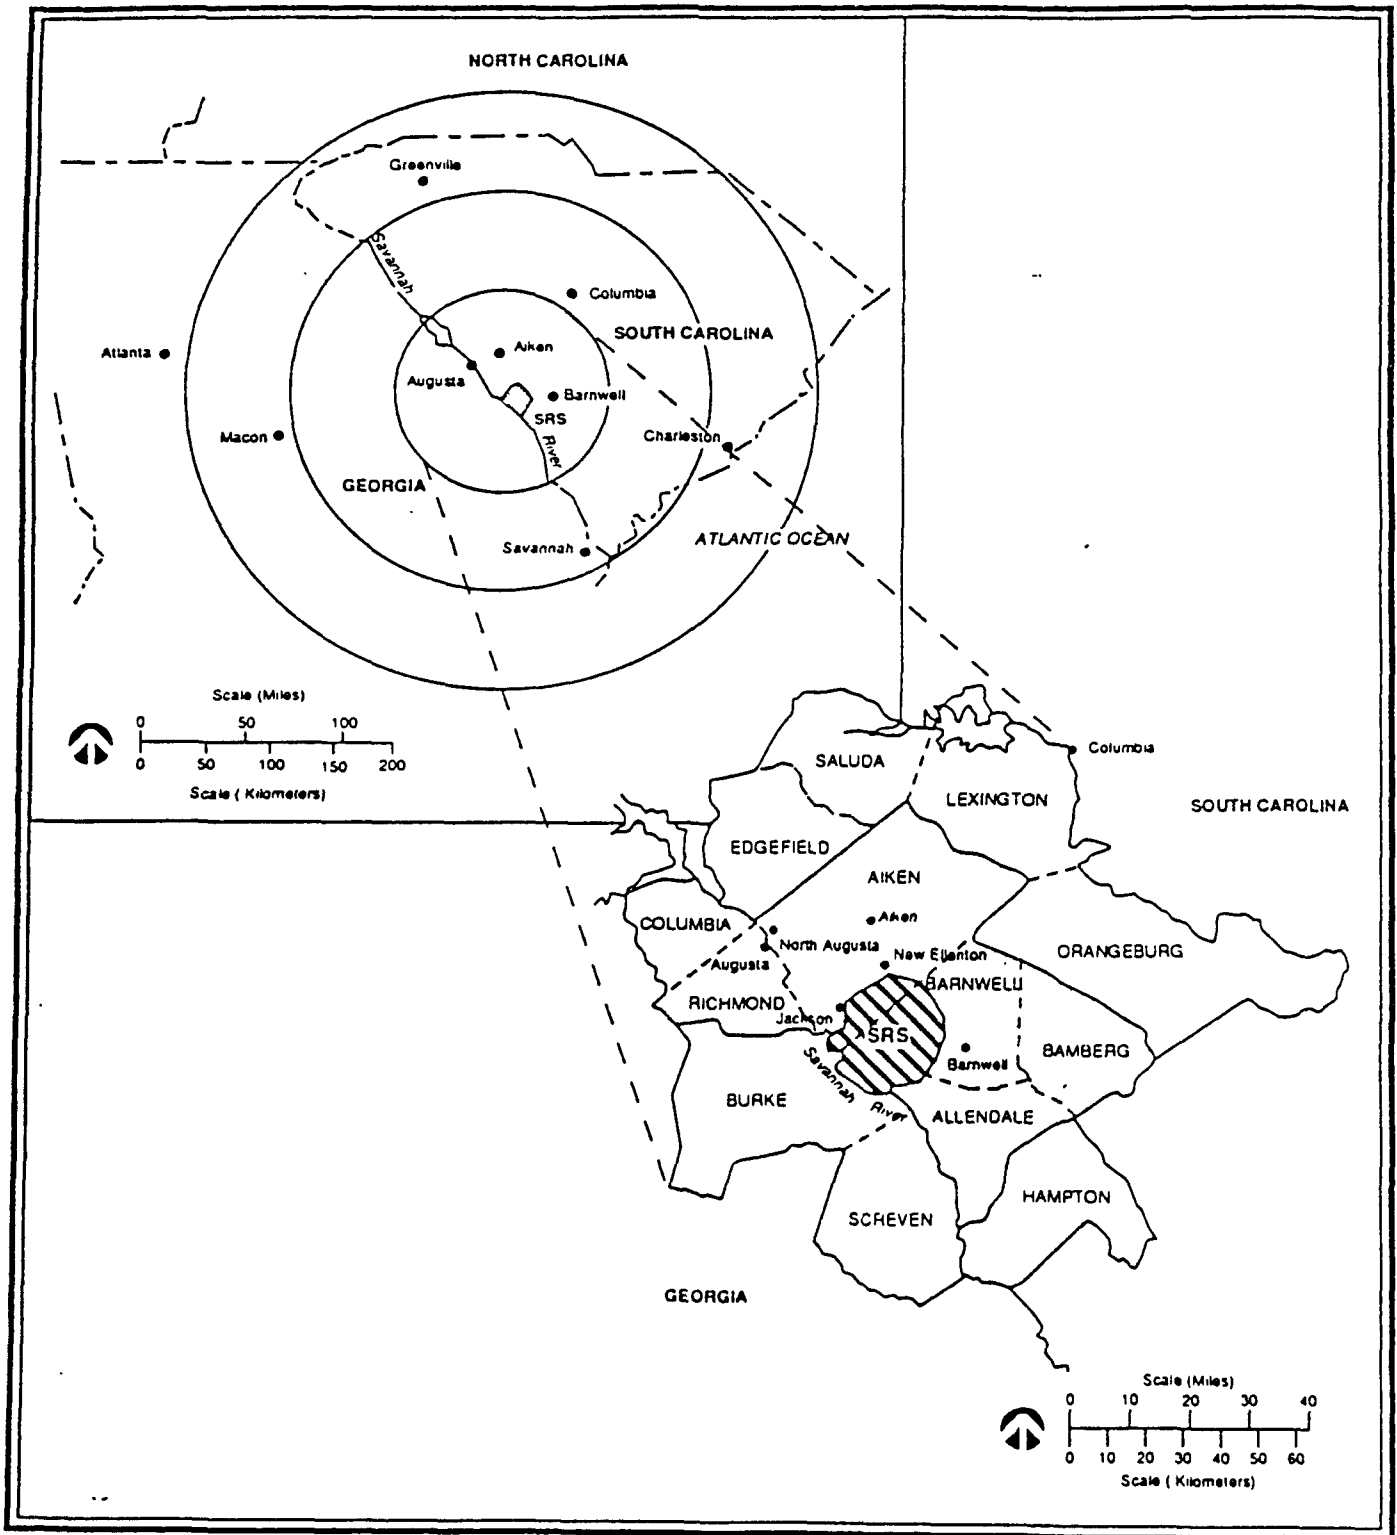 NORTH CAROLINA
Greenville
Savannah
Columbia
SOUTH CAROLINA
Atlanta
Aiken
Augusta
Barnwell
SRS
Macon
River
Charleston
GEORGIA
ATLANTIC OCEAN
Savannah
Scale (Miles)
0 50 100
0 50 100 150 200
Scale ( Kilometers)
Columbia
SALUDA
LEXINGTON
SOUTH CAROLINA
EDGEFIELD
AIKEN
COLUMBIA
Aiken
North Augusta
New Ellenton
ORANGEBURG
Augusta
BARNWELL
RICHMOND
Jackson
SRS
BAMBERG
Barnwell
Savannah River
BURKE
ALLENDALE
HAMPTON
SCREVEN
GEORGIA
Scale (Miles)
0 10 20 30 40
0 10 20 30 40 50 60
Scale ( Kilometers)